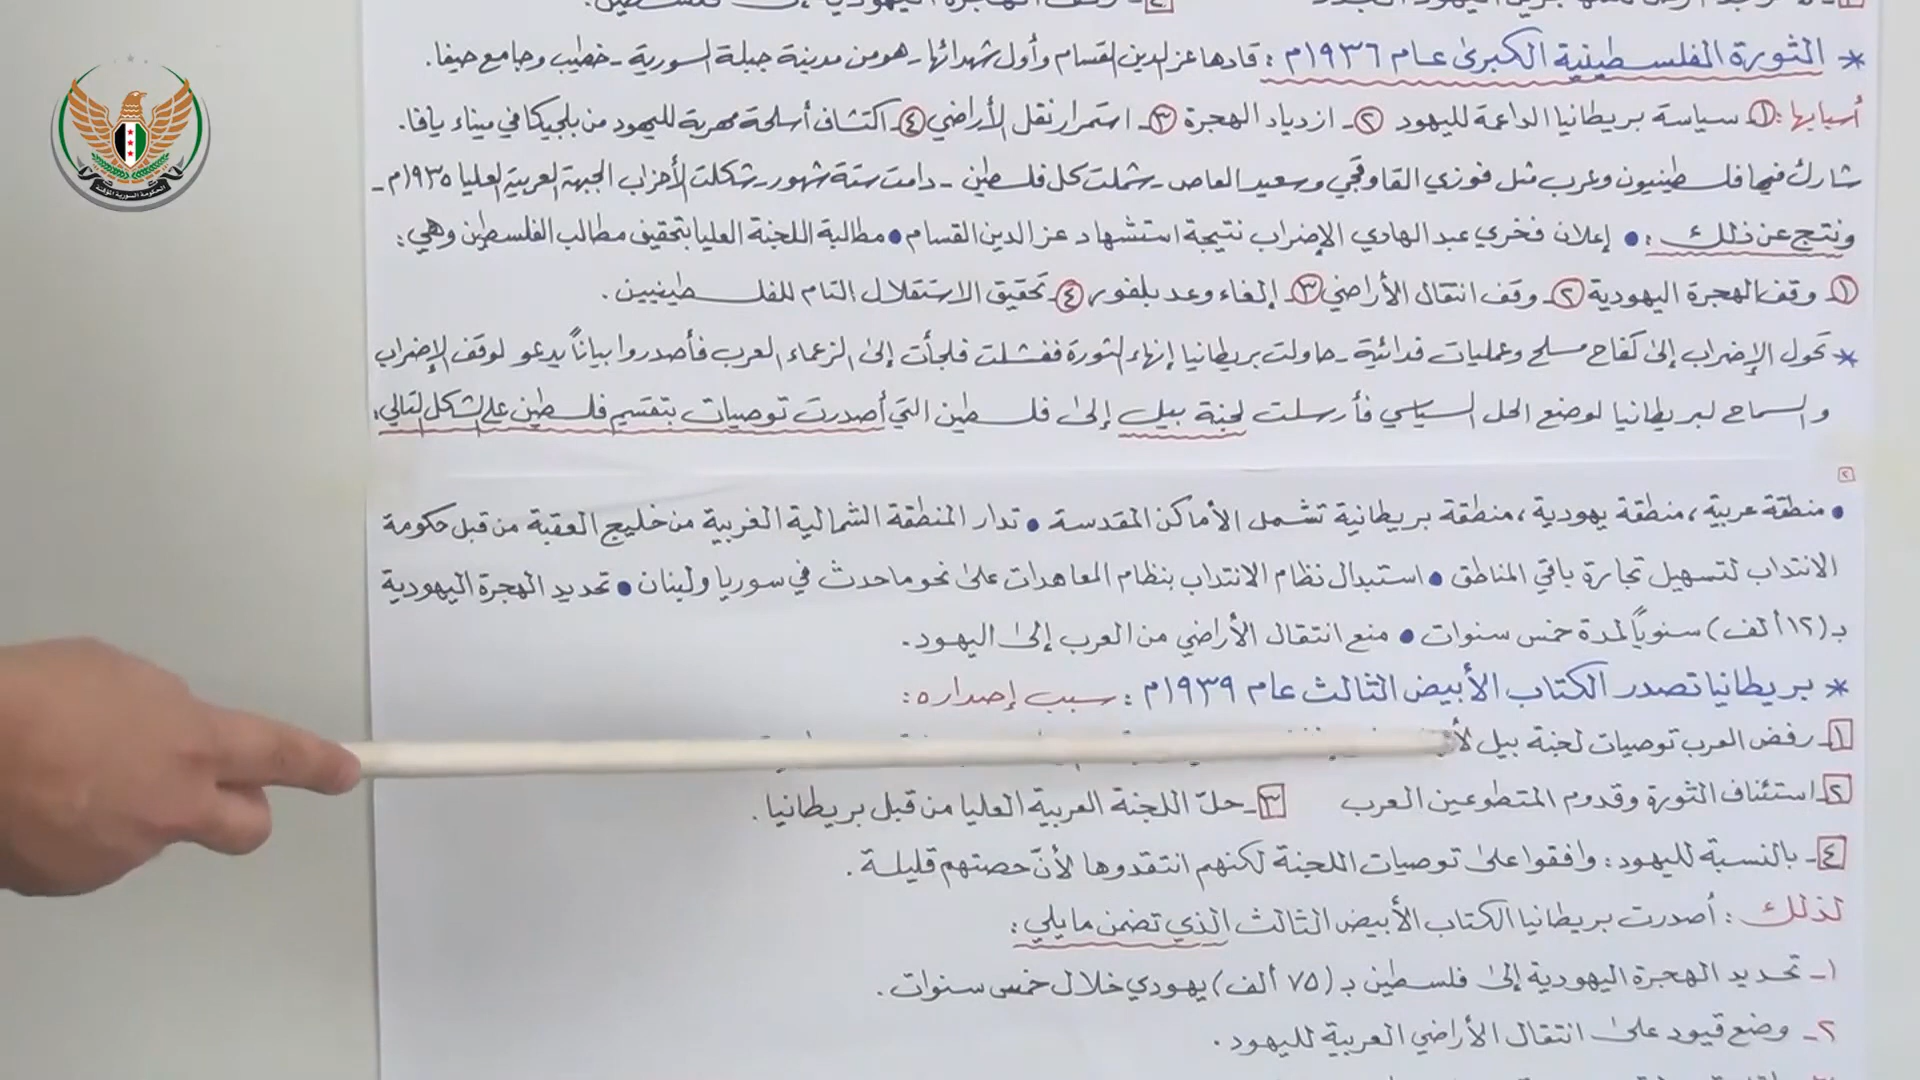 * الثورة الفلسطينية الكبرى عام ١٩٣٦م : قادها عز الدين القسام وأول شهدائها - هو من مدينة جبلة السورية - خطيب وجامع حيفا.
أسبابها : ١- سياسة بريطانيا الداعمة لليهود ٢- ازدياد الهجرة ٣- استمرار نقل الأراضي ٤- اكتشاف أسلحة مهربة لليهود من بلجيكا في ميناء يافا.
شارك فيها فلسطينيون وعرب مثل فوزي القاوقجي وسعيد العاص - شملت كل فلسطين - دامت ستة شهور - شكلت الأحزاب الجبهة العربية العليا ١٩٣٥م -
ونتج عن ذلك : • إعلان فخري عبد الهادي الإضراب نتيجة استشهاد عز الدين القسام • مطالبة اللجنة العليا بتحقيق مطالب الفلسطين وهي :
١- وقف الهجرة اليهودية ٢- وقف انتقال الأراضي ٣- إلغاء وعد بلفور ٤- تحقيق الاستقلال التام للفلسطينيين .
* تحول الإضراب إلى كفاح مسلح وعمليات فدائية - حاولت بريطانيا إنهاء الثورة ففشلت فلجأت إلى الزعماء العرب فأصدروا بياناً يدعو لوقف الإضراب
والسماح لبريطانيا لوضع الحل السياسي فأرسلت لجنة بيل إلى فلسطين التي أصدرت توصيات بتقسيم فلسطين على الشكل التالي :
٢
• منطقة عربية ، منطقة يهودية ، منطقة بريطانية تشمل الأماكن المقدسة • تدار المنطقة الشمالية الغربية من خليج العقبة من قبل حكومة
الانتداب لتسهيل تجارة باقي المناطق • استبدال نظام الانتداب بنظام المعاهدات على نحو ما حدث في سوريا ولبنان • تحديد الهجرة اليهودية
بـ (١٢ ألف) سنوياً لمدة خمس سنوات • منع انتقال الأراضي من العرب إلى اليهود .
* بريطانيا تصدر الكتاب الأبيض الثالث عام ١٩٣٩م : سبب إصداره :
١- رفض العرب توصيات لجنة بيل
٢- استئناف الثورة وقدوم المتطوعين العرب ٣- حلّ اللجنة العربية العليا من قبل بريطانيا .
٤- بالنسبة لليهود : وافقوا على توصيات اللجنة لكنهم انتقدوها لأنّ حصتهم قليلة .
لذلك : أصدرت بريطانيا الكتاب الأبيض الثالث الذي تضمن ما يلي :
١- تحديد الهجرة اليهودية إلى فلسطين بـ (٧٥ ألف) يهودي خلال خمس سنوات .
٢- وضع قيود على انتقال الأراضي العربية لليهود .